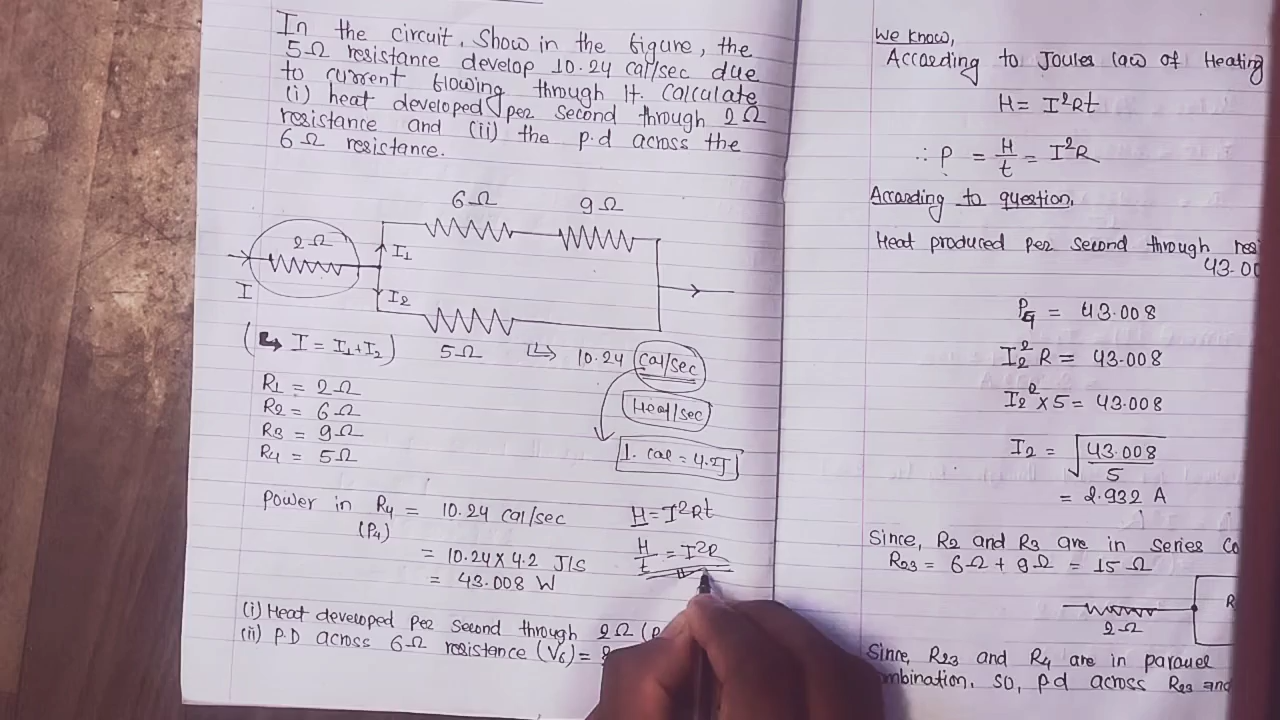 In the circuit. Show in the figure, the
5Ω resistance develop 10.24 cal/sec due
to current flowing through It. Calculate
(i) heat developed per second through 2Ω
resistance and (ii) the p.d across the
6Ω resistance.
6Ω 9Ω
2Ω
I₁
I
I₂
(↳ I = I₁+I₂)
5Ω ↳ 10.24 cal/sec
Heat/sec
1. cal = 4.2J
R₁ = 2Ω
R₂ = 6Ω
R₃ = 9Ω
R₄ = 5Ω
Power in R₄ = 10.24 cal/sec
(P₄)
= 10.24 x 4.2 J/s
= 43.008 W
H = I²Rt
H/t = I²R
(i) Heat developed per second through 2Ω
(ii) P.D across 6Ω resistance (V₆) =
We know,
According to Joules law of Heating
H = I²Rt
∴ P = H/t = I²R
According to question,
Heat produced per second through
43.00
P₄ = 43.008
I₂² R = 43.008
I₂² x 5 = 43.008
I₂ = √43.008/5
= 2.932 A
Since, R₂ and R₃ are in series
R₂₃ = 6Ω + 9Ω = 15Ω
R
2Ω
Since, R₂₃ and R₄ are in parallel
combination, so, pd across R₂₃ and